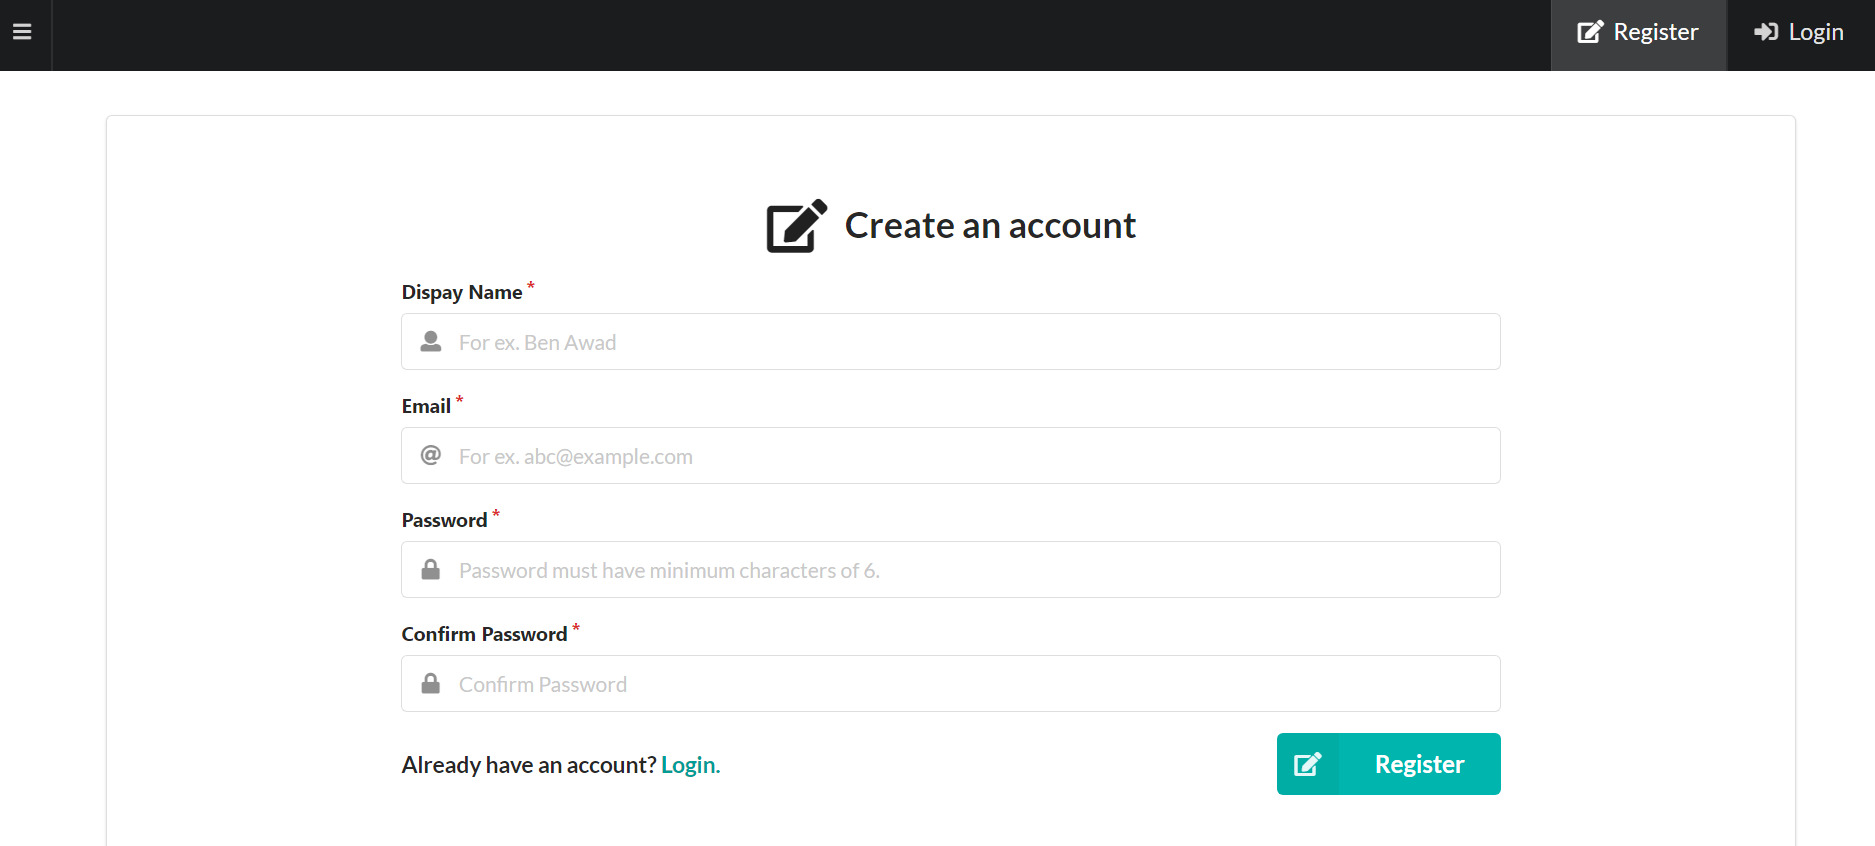 Register Login
Create an account
Dispay Name *
For ex. Ben Awad
Email *
@ For ex. abc@example.com
Password *
Password must have minimum characters of 6.
Confirm Password *
Confirm Password
Already have an account? Login.
Register